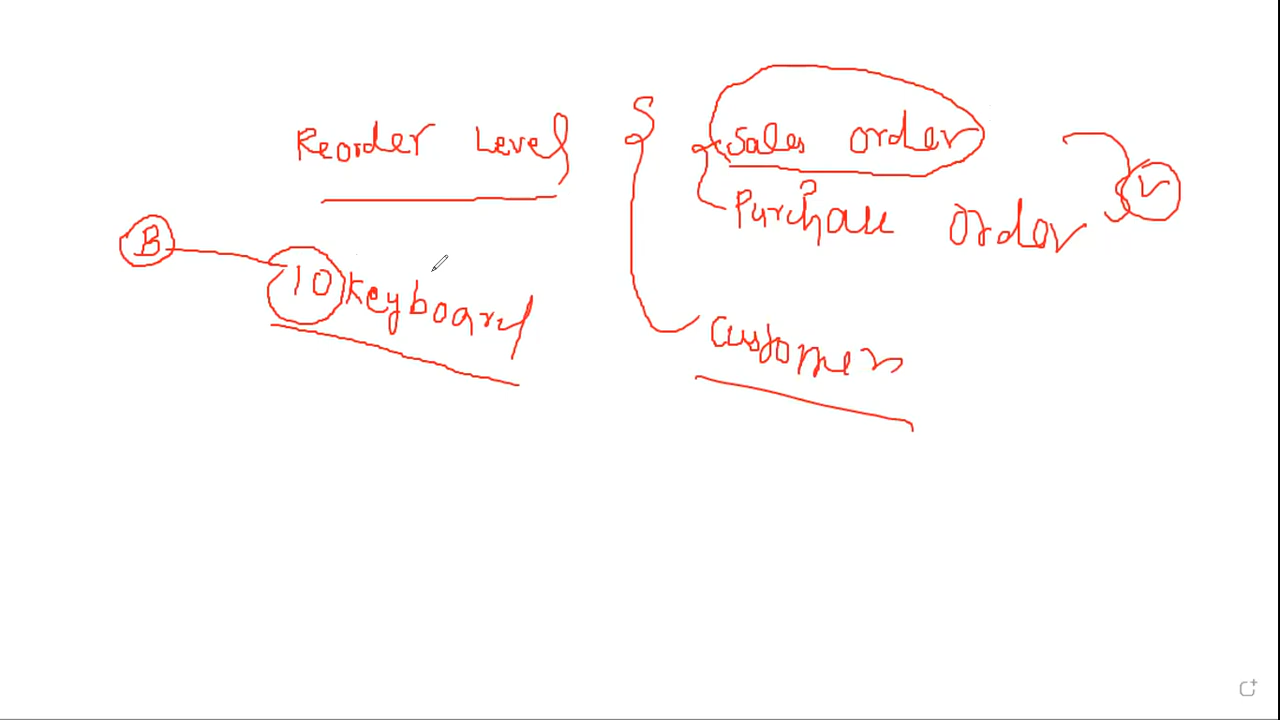 Reorder Level
Sales order
Purchase order
B
10 keyboard
Customer